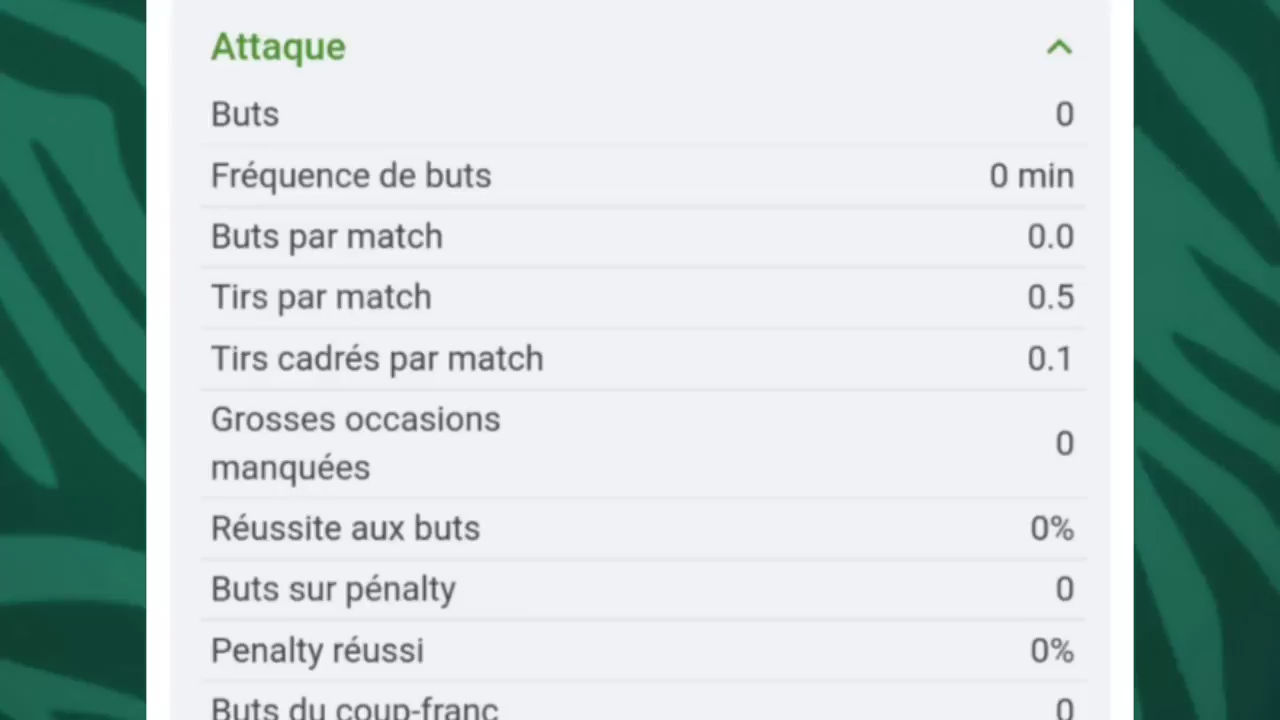 Attaque
Buts 0
Fréquence de buts 0 min
Buts par match 0.0
Tirs par match 0.5
Tirs cadrés par match 0.1
Grosses occasions
manquées 0
Réussite aux buts 0%
Buts sur pénalty 0
Penalty réussi 0%
Buts du coup-franc 0